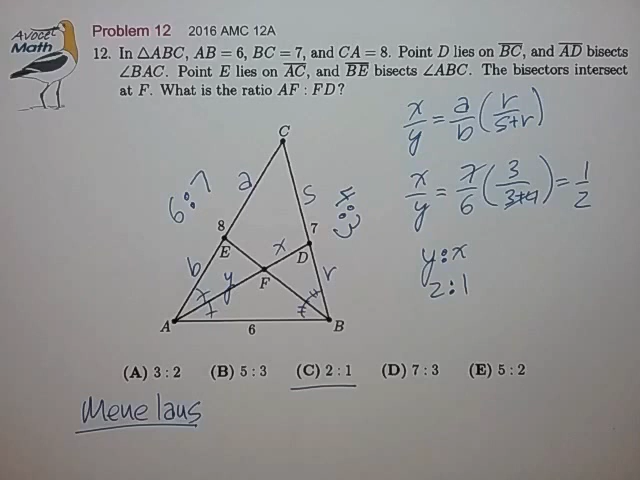 Avocet
Math
Problem 12 2016 AMC 12A
12. In △ABC, AB = 6, BC = 7, and CA = 8. Point D lies on BC, and AD bisects
∠BAC. Point E lies on AC, and BE bisects ∠ABC. The bisectors intersect
at F. What is the ratio AF : FD?
x/y = a/b (r/s+r)
x/y = 7/6 (3/3+4) = 1/2
y:x
2:1
C
6:7
a
s
4:3
8
7
E
x
D
b
y
F
r
A
6
B
(A) 3 : 2 (B) 5 : 3 (C) 2 : 1 (D) 7 : 3 (E) 5 : 2
Menelaus